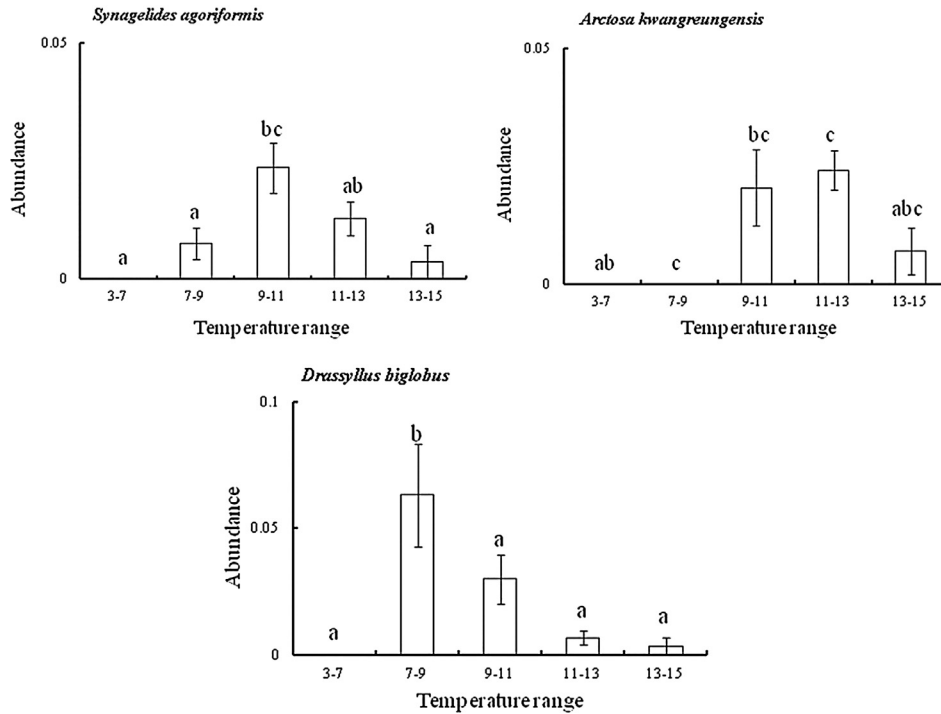 Synagelides agoriformis
0.05
Abundance
0
a
a
bc
ab
a
3-7
7-9
9-11
11-13
13-15
Temperature range
Arctosa kwangreungensis
0.05
Abundance
0
ab
c
bc
c
abc
3-7
7-9
9-11
11-13
13-15
Temperature range
Drassyllus biglobus
0.1
0.05
Abundance
0
a
b
a
a
a
3-7
7-9
9-11
11-13
13-15
Temperature range